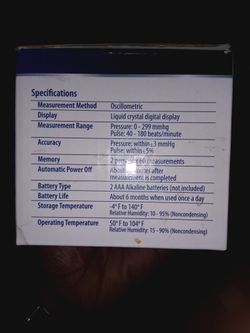 Specifications
Measurement Method Oscillometric
Display Liquid crystal digital display
Measurement Range Pressure: 0 - 299 mmhg
Pulse: 40 - 180 beats/minute
Accuracy Pressure: within ±3 mmHg
Pulse: within ±5%
Memory 2 measurements
Automatic Power Off About after
measurement is completed
Battery Type 2 AAA Alkaline batteries (not included)
Battery Life About 6 months when used once a day
Storage Temperature -4° F to 140° F
Relative Humidity: 10 - 95% (Noncondensing)
Operating Temperature 50° F to 104° F
Relative Humidity: 15 - 90% (Noncondensing)